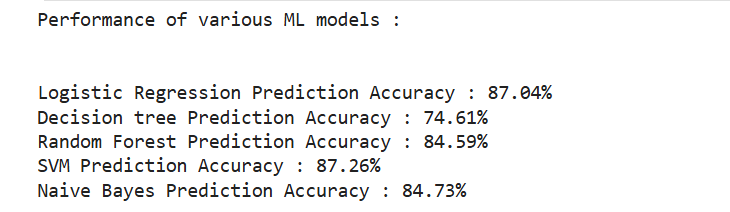 Performance of various ML models :
Logistic Regression Prediction Accuracy : 87.04%
Decision tree Prediction Accuracy : 74.61%
Random Forest Prediction Accuracy : 84.59%
SVM Prediction Accuracy : 87.26%
Naive Bayes Prediction Accuracy : 84.73%